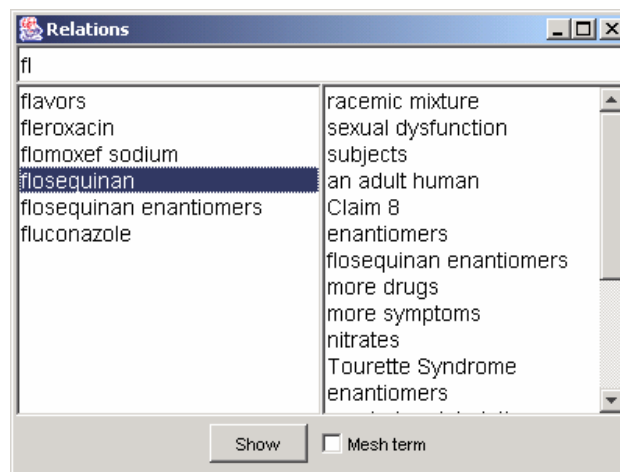 Relations
fl
flavors
fleroxacin
flomoxef sodium
flosequinan
flosequinan enantiomers
fluconazole
racemic mixture
sexual dysfunction
subjects
an adult human
Claim 8
enantiomers
flosequinan enantiomers
more drugs
more symptoms
nitrates
Tourette Syndrome
enantiomers
Show
Mesh term